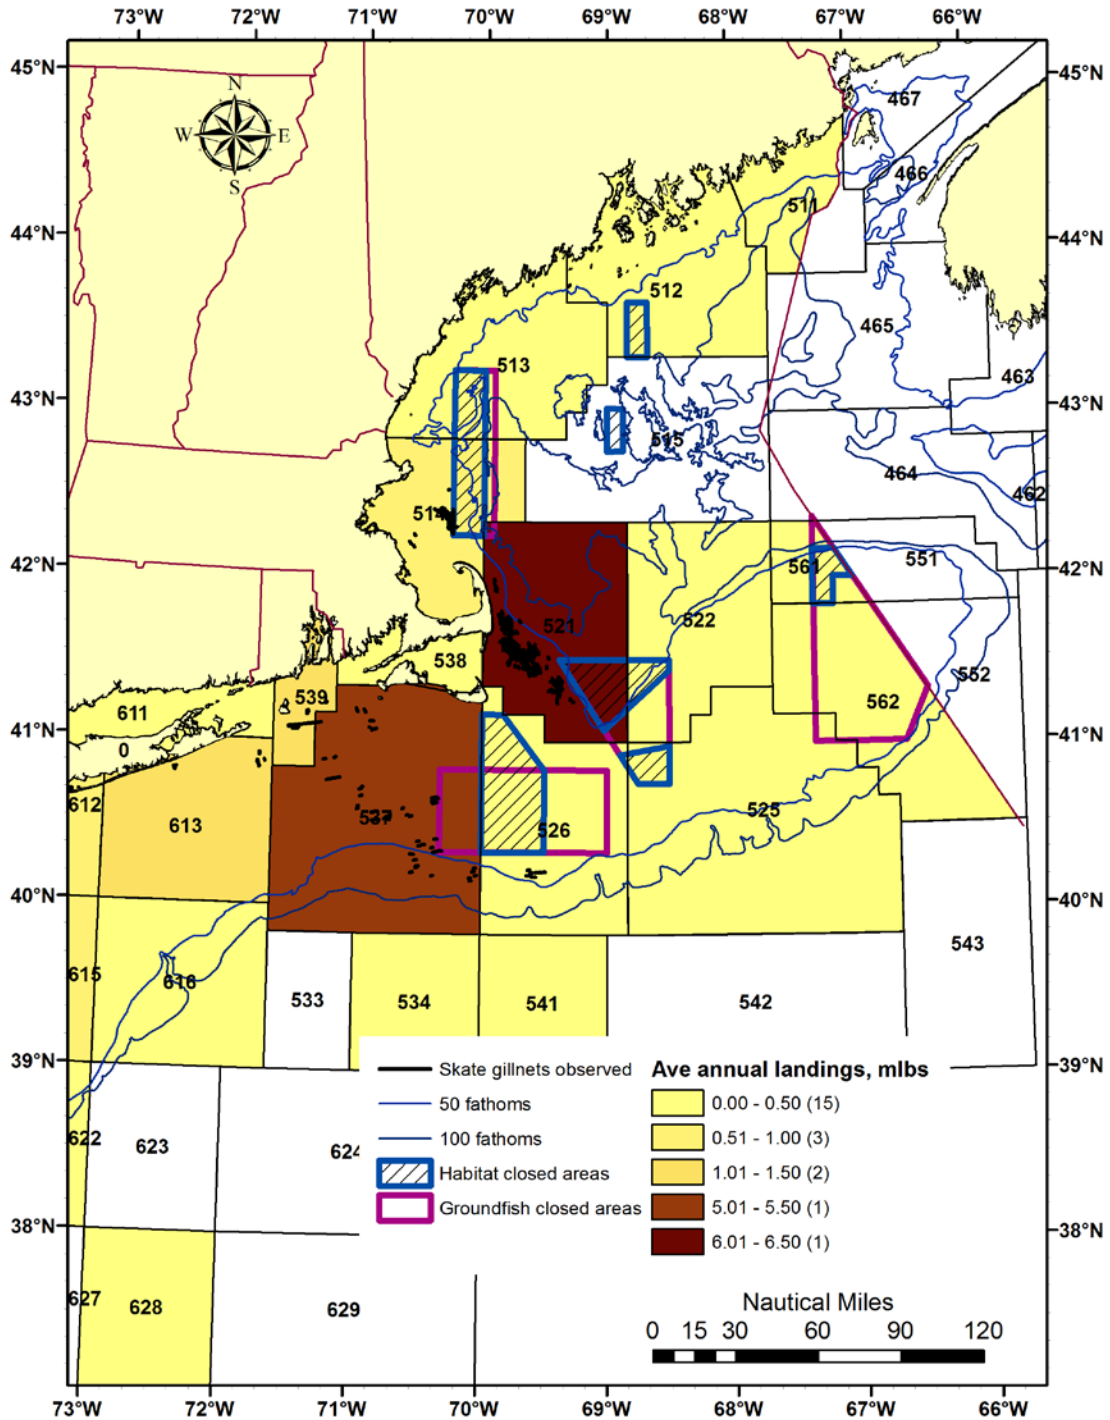 73°W 72°W 71°W 70°W 69°W 68°W 67°W 66°W
45°N 45°N
44°N 44°N
43°N 43°N
42°N 42°N
41°N 41°N
40°N 40°N
39°N 39°N
38°N 38°N
N
W E
S
467
466
511
512
465
513
463
515
464
462
514
561
551
521
522
538
552
539
562
611
0
612
613
537
526
525
543
615
616
533
534
541
542
622
623
624
627
628
629
Skate gillnets observed
50 fathoms
100 fathoms
Habitat closed areas
Groundfish closed areas
Ave annual landings, mlbs
0.00 - 0.50 (15)
0.51 - 1.00 (3)
1.01 - 1.50 (2)
5.01 - 5.50 (1)
6.01 - 6.50 (1)
Nautical Miles
0 15 30 60 90 120
73°W 72°W 71°W 70°W 69°W 68°W 67°W 66°W